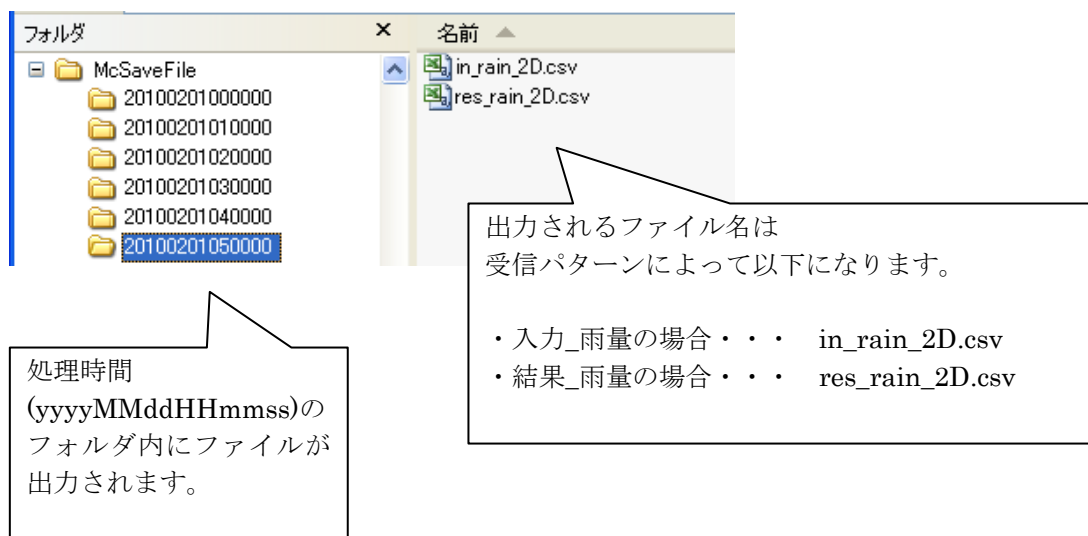 フォルダ
×
名前
McSaveFile
20100201000000
20100201010000
20100201020000
20100201030000
20100201040000
20100201050000
in_rain_2D.csv
res_rain_2D.csv
出力されるファイル名は
受信パターンによって以下になります。
・入力_雨量の場合・・・　in_rain_2D.csv
・結果_雨量の場合・・・　res_rain_2D.csv
処理時間
(yyyyMMddHHmmss)の
フォルダ内にファイルが
出力されます。